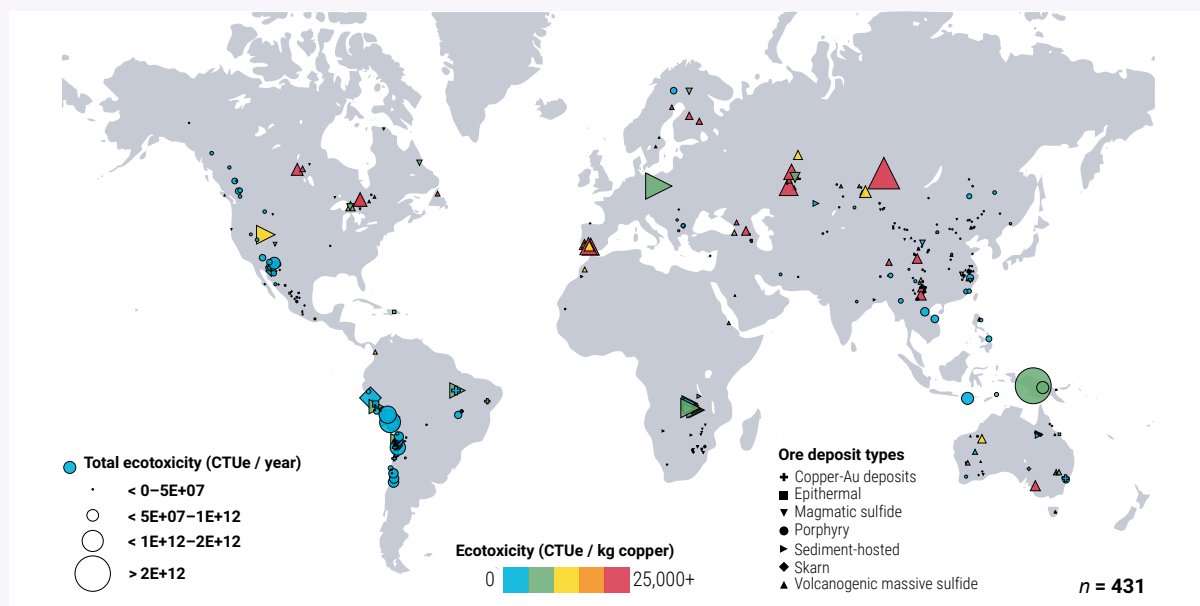 Total ecotoxicity (CTUe / year)
< 0–5E+07
< 5E+07–1E+12
< 1E+12–2E+12
> 2E+12
Ecotoxicity (CTUe / kg copper)
0 25,000+
Ore deposit types
Copper-Au deposits
Epithermal
Magmatic sulfide
Porphyry
Sediment-hosted
Skarn
Volcanogenic massive sulfide
n = 431